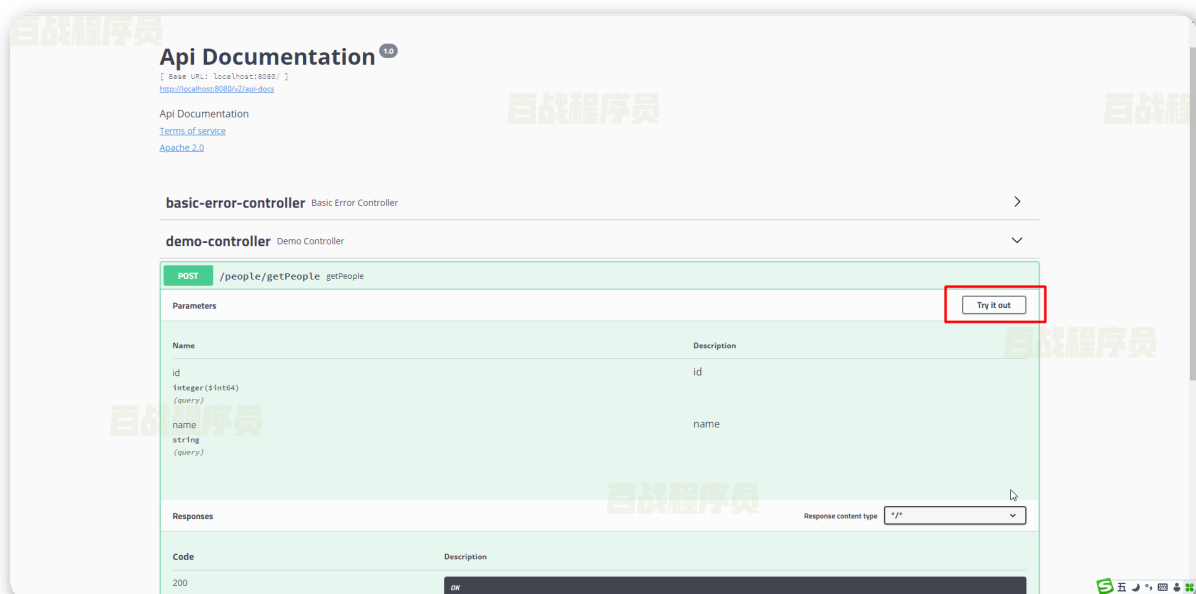 Api Documentation 1.0
[ Base URL: localhost:8080/ ]
http://localhost:8080/v2/api-docs
Api Documentation
Terms of service
Apache 2.0
basic-error-controller Basic Error Controller
demo-controller Demo Controller
POST /people/getPeople getPeople
Parameters Try it out
Name Description
id id
integer($int64)
(query)
name name
string
(query)
Responses Response content type */*
Code Description
200 OK
百战程序员
百战程序员
百战程
百战程序员
百战程序员
百战程序员
五